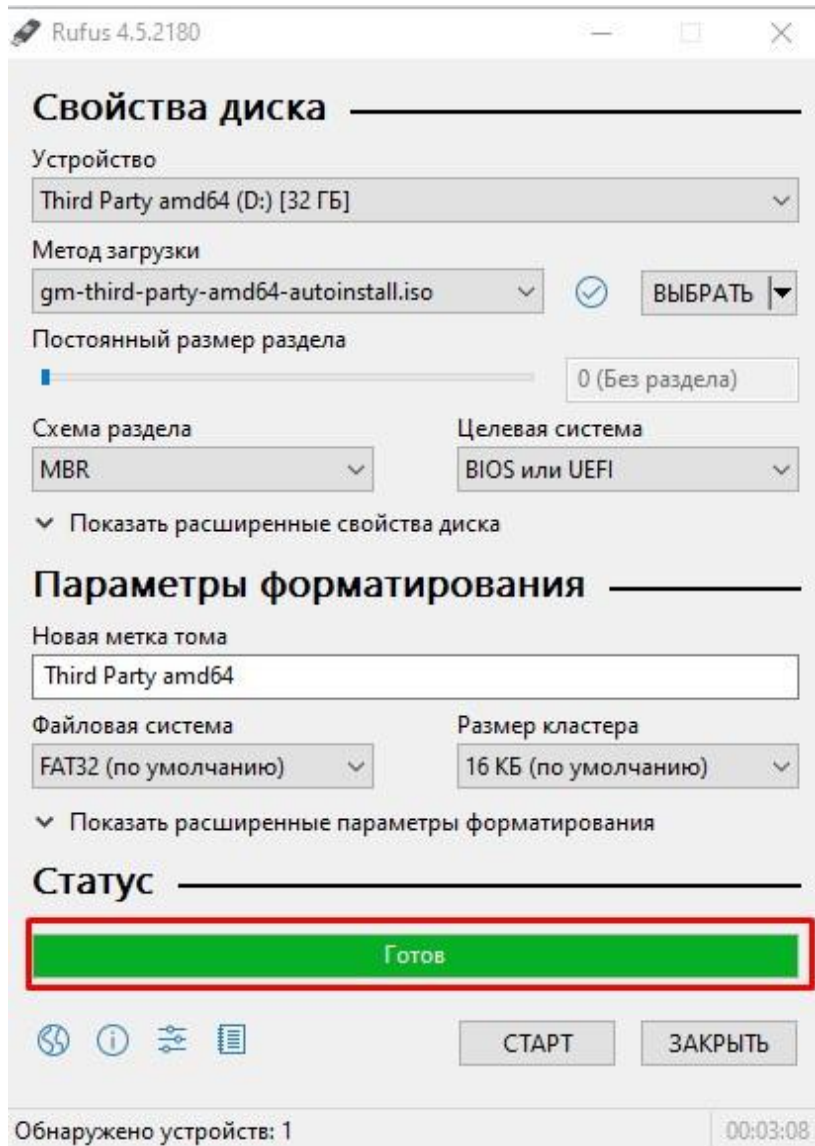 Rufus 4.5.2180
Свойства диска
Устройство
Third Party amd64 (D:) [32 ГБ]
Метод загрузки
gm-third-party-amd64-autoinstall.iso ВЫБРАТЬ
Постоянный размер раздела
0 (Без раздела)
Схема раздела Целевая система
MBR BIOS или UEFI
Показать расширенные свойства диска
Параметры форматирования
Новая метка тома
Third Party amd64
Файловая система Размер кластера
FAT32 (по умолчанию) 16 КБ (по умолчанию)
Показать расширенные параметры форматирования
Статус
Готов
СТАРТ ЗАКРЫТЬ
Обнаружено устройств: 1 00:03:08